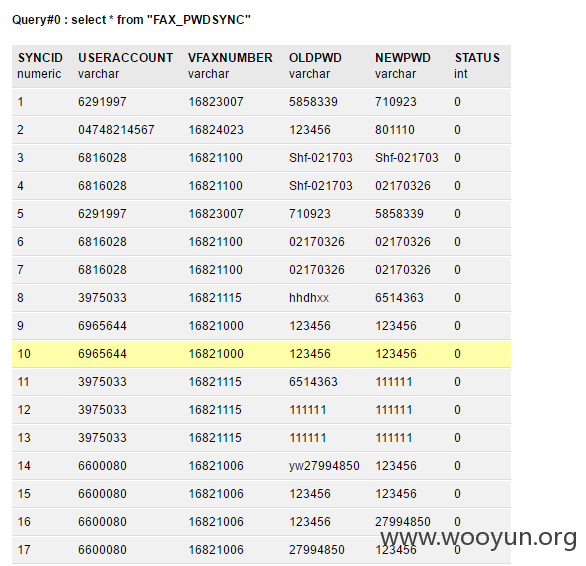 Query#0 : select * from "FAX_PWDSYNC"
SYNCID USERACCOUNT VFAXNUMBER OLDPWD NEWPWD STATUS
numeric varchar varchar varchar varchar int
1 6291997 16823007 5858339 710923 0
2 04748214567 16824023 123456 801110 0
3 6816028 16821100 Shf-021703 Shf-021703 0
4 6816028 16821100 Shf-021703 02170326 0
5 6291997 16823007 710923 5858339 0
6 6816028 16821100 02170326 02170326 0
7 6816028 16821100 02170326 02170326 0
8 3975033 16821115 hhdhxx 6514363 0
9 6965644 16821000 123456 123456 0
10 6965644 16821000 123456 123456 0
11 3975033 16821115 6514363 111111 0
12 3975033 16821115 111111 111111 0
13 3975033 16821115 111111 111111 0
14 6600080 16821006 yw27994850 123456 0
15 6600080 16821006 123456 123456 0
16 6600080 16821006 123456 27994850 0
17 6600080 16821006 27994850 123456 0
www.wooyun.org